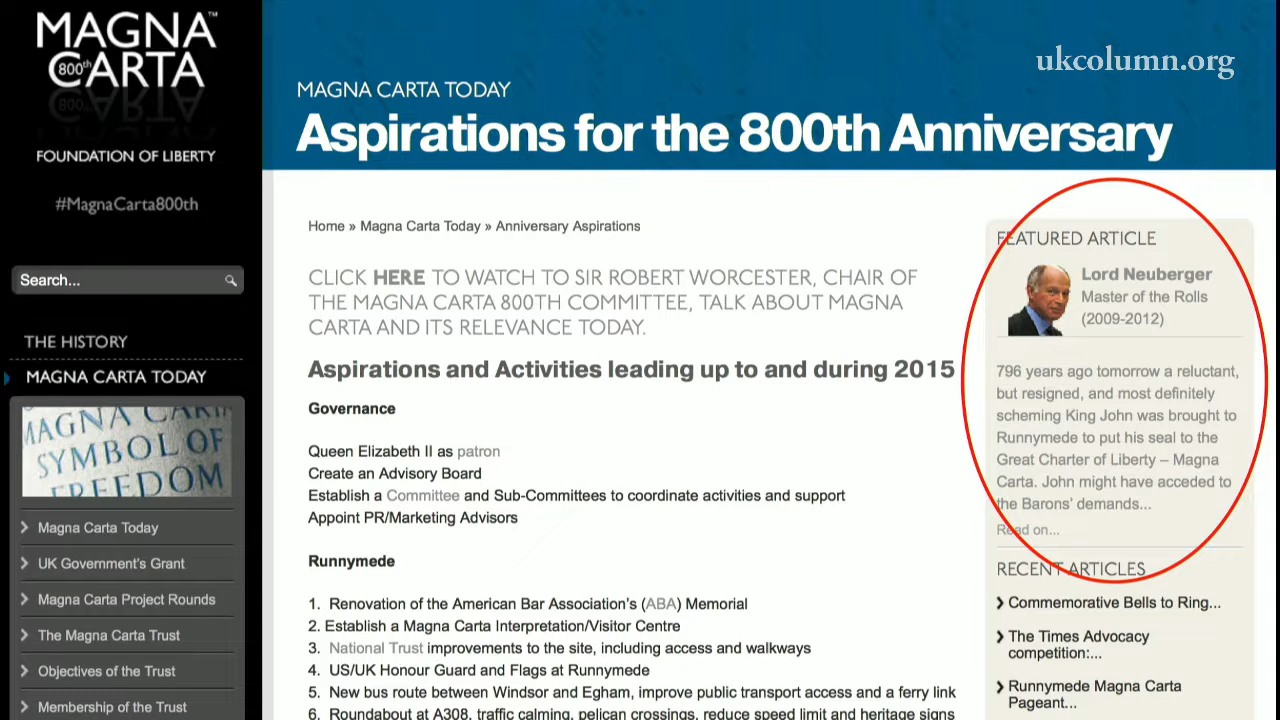 MAGNA™
800th CARTA
FOUNDATION OF LIBERTY
#MagnaCarta800th
Search...
THE HISTORY
MAGNA CARTA TODAY
MAGNA CARTA
SYMBOL OF
FREEDOM
Magna Carta Today
UK Government's Grant
Magna Carta Project Rounds
The Magna Carta Trust
Objectives of the Trust
Membership of the Trust
ukcolumn.org
MAGNA CARTA TODAY
Aspirations for the 800th Anniversary
Home » Magna Carta Today » Anniversary Aspirations
CLICK HERE TO WATCH TO SIR ROBERT WORCESTER, CHAIR OF
THE MAGNA CARTA 800TH COMMITTEE, TALK ABOUT MAGNA
CARTA AND ITS RELEVANCE TODAY.
Aspirations and Activities leading up to and during 2015
Governance
Queen Elizabeth II as patron
Create an Advisory Board
Establish a Committee and Sub-Committees to coordinate activities and support
Appoint PR/Marketing Advisors
Runnymede
1. Renovation of the American Bar Association's (ABA) Memorial
2. Establish a Magna Carta Interpretation/Visitor Centre
3. National Trust improvements to the site, including access and walkways
4. US/UK Honour Guard and Flags at Runnymede
5. New bus route between Windsor and Egham, improve public transport access and a ferry link
6. Roundabout at A308, traffic calming, pelican crossings, reduce speed limit and heritage signs
FEATURED ARTICLE
Lord Neuberger
Master of the Rolls
(2009-2012)
796 years ago tomorrow a reluctant,
but resigned, and most definitely
scheming King John was brought to
Runnymede to put his seal to the
Great Charter of Liberty – Magna
Carta. John might have acceded to
the Barons' demands...
Read on...
RECENT ARTICLES
Commemorative Bells to Ring...
The Times Advocacy
competition:...
Runnymede Magna Carta
Pageant...